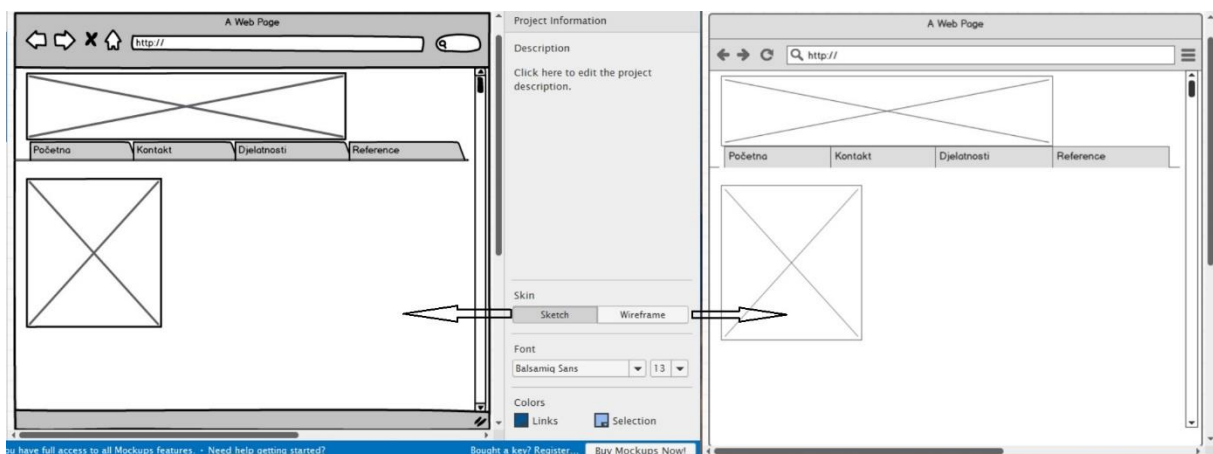 A Web Page
http://
Početna
Kontakt
Djelatnosti
Reference
Project Information
Description
Click here to edit the project
description.
Skin
Sketch
Wireframe
Font
Balsamiq Sans
13
Colors
Links
Selection
ou have full access to all Mockups features. • Need help getting started?
Bought a key? Register...
Buy Mockups Now!
A Web Page
http://
Početna
Kontakt
Djelatnosti
Reference